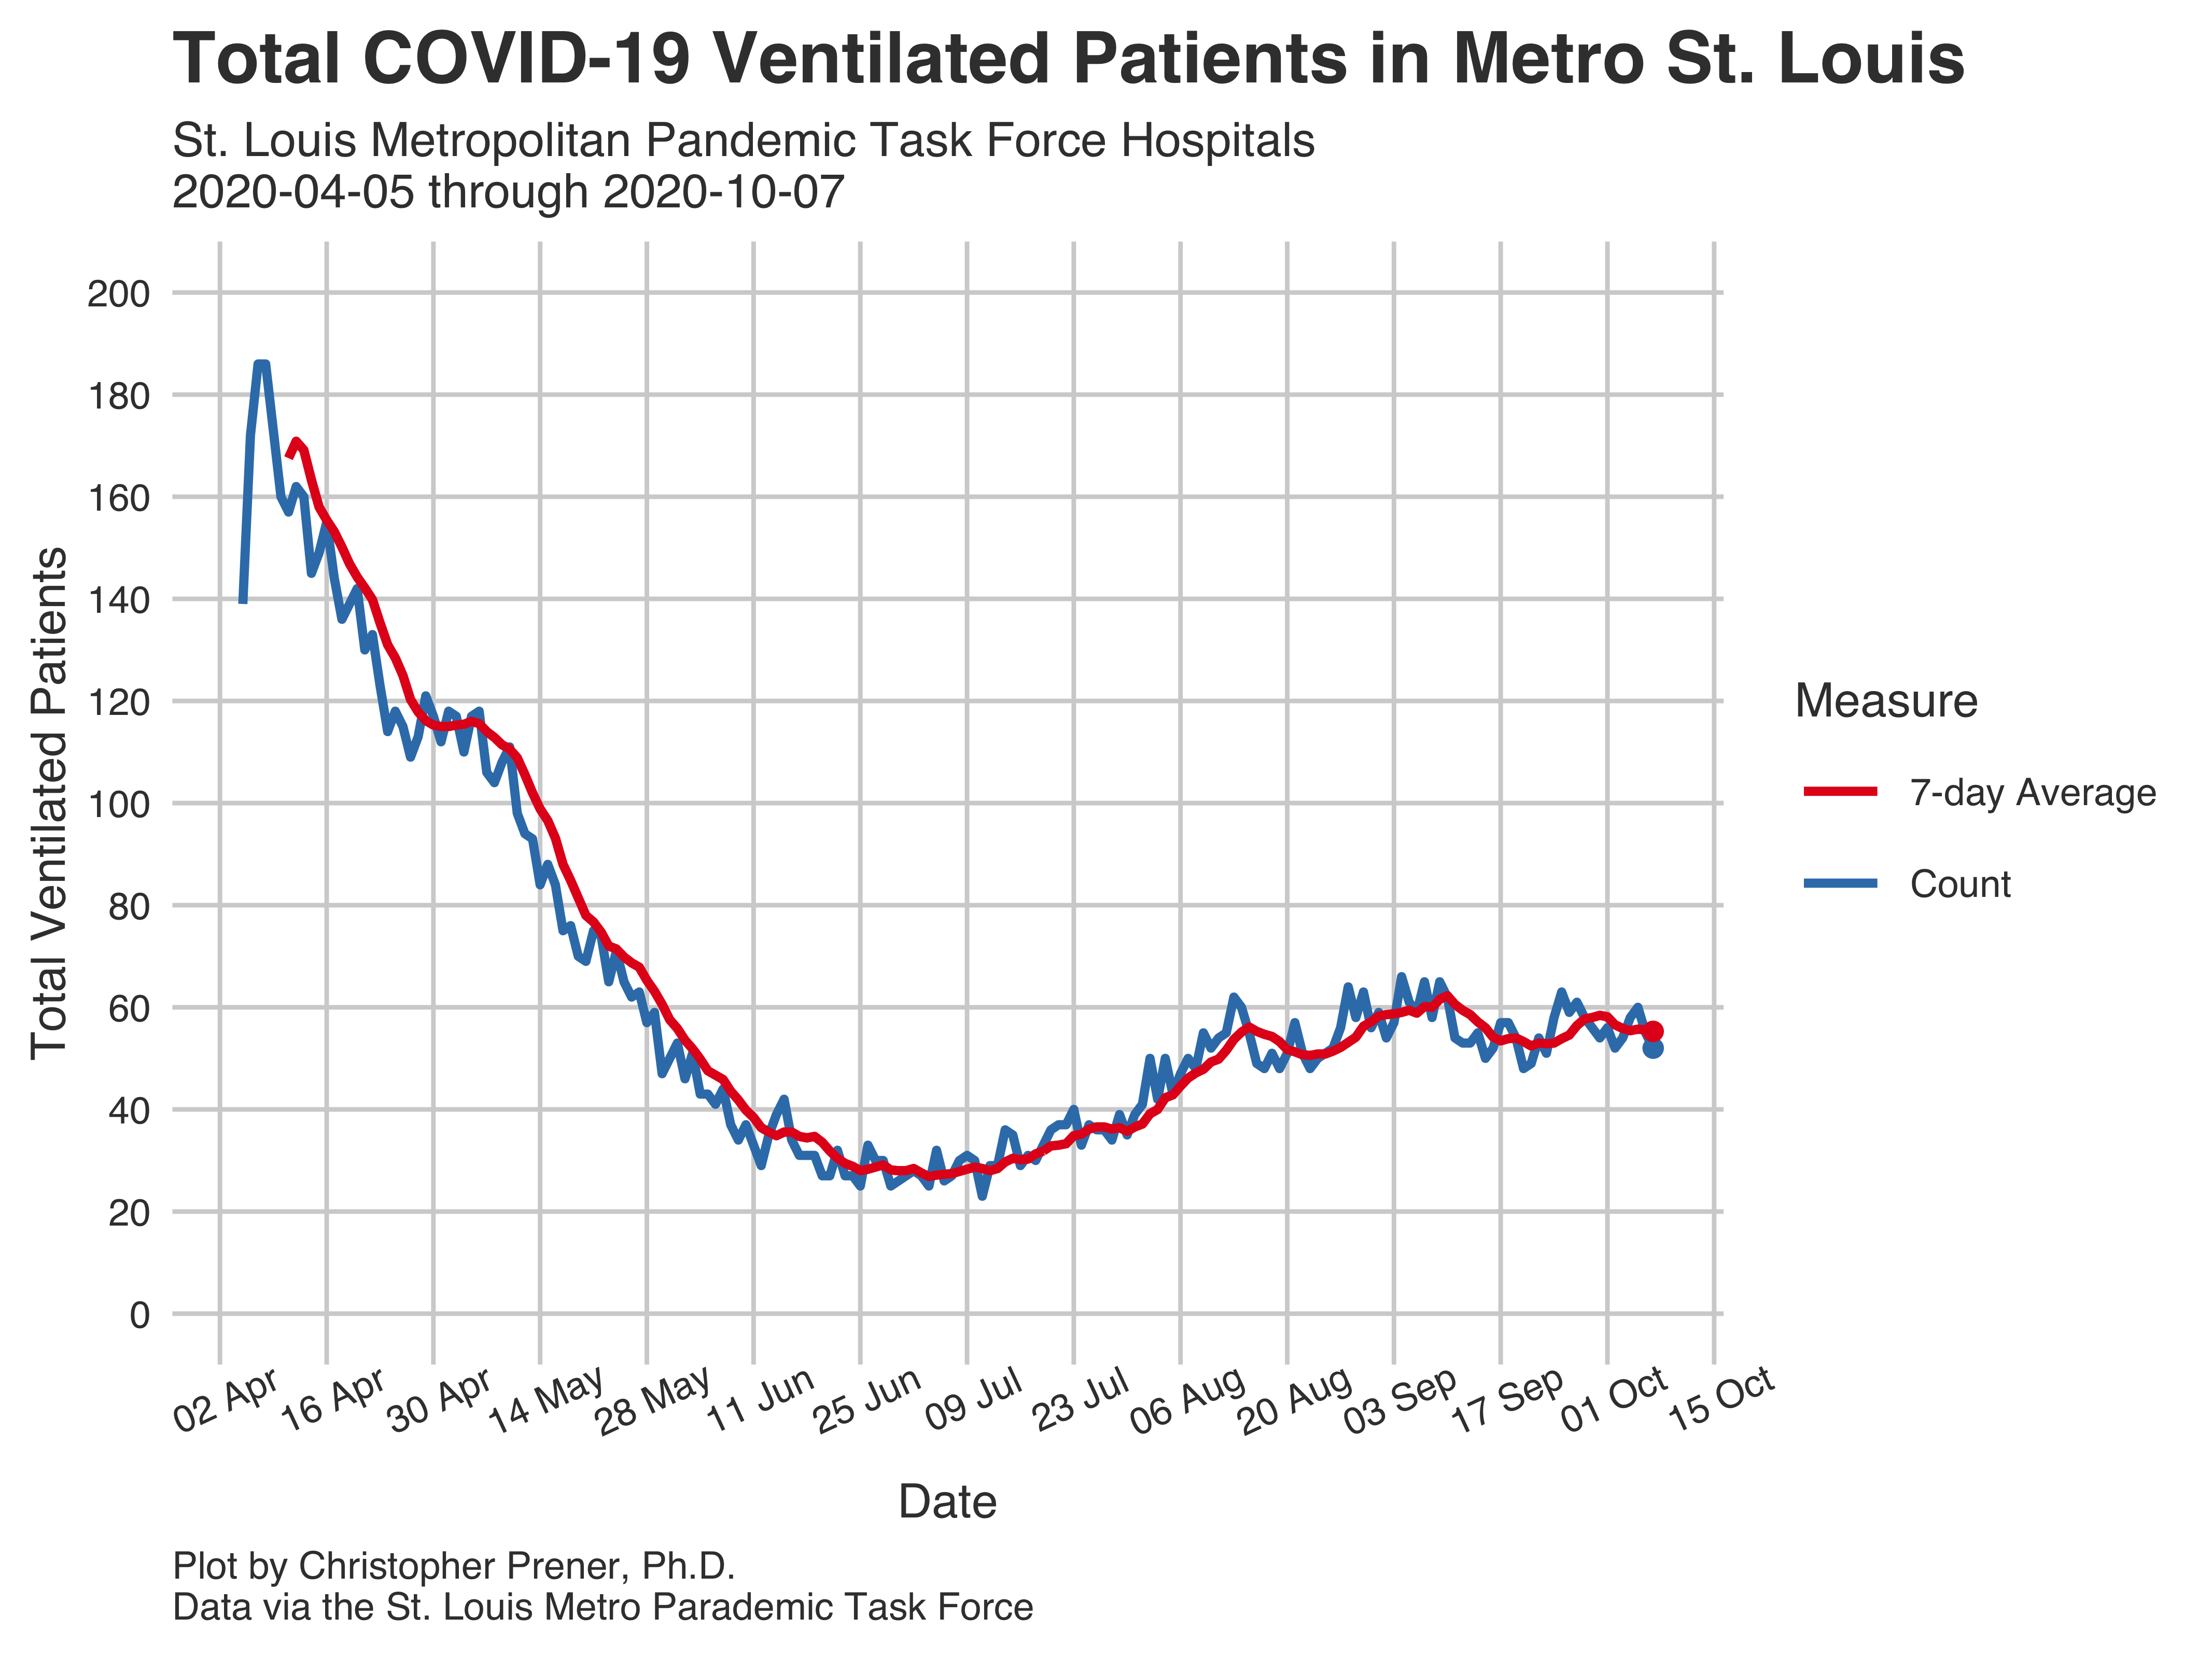 Total COVID-19 Ventilated Patients in Metro St. Louis
St. Louis Metropolitan Pandemic Task Force Hospitals
2020-04-05 through 2020-10-07
Total Ventilated Patients
200
180
160
140
120
100
80
60
40
20
0
02 Apr
16 Apr
30 Apr
14 May
28 May
11 Jun
25 Jun
09 Jul
23 Jul
06 Aug
20 Aug
03 Sep
17 Sep
01 Oct
15 Oct
Date
Measure
7-day Average
Count
Plot by Christopher Prener, Ph.D.
Data via the St. Louis Metro Parademic Task Force